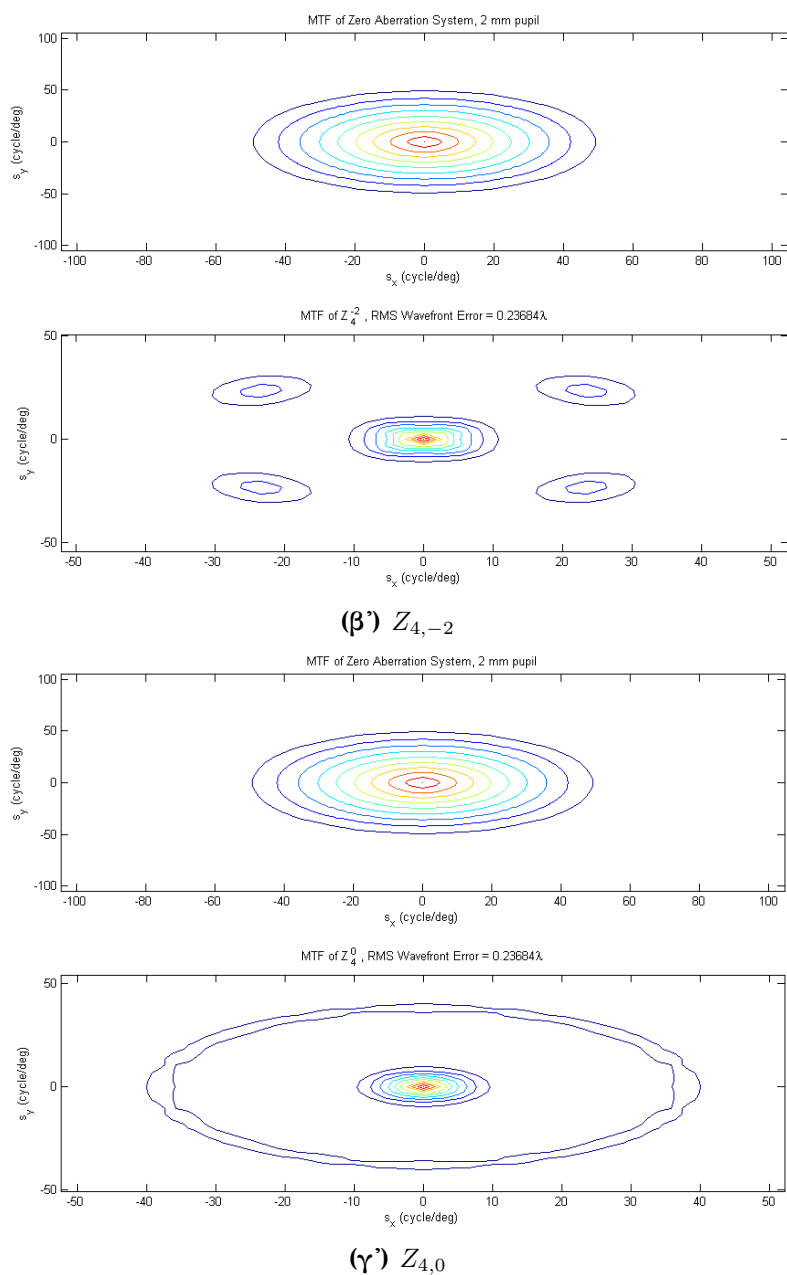 MTF of Zero Aberration System, 2 mm pupil
100
50
0
-50
-100
s_y (cycle/deg)
-100 -80 -60 -40 -20 0 20 40 60 80 100
s_x (cycle/deg)
MTF of Z_4^-2 , RMS Wavefront Error = 0.23684λ
50
0
-50
s_y (cycle/deg)
-50 -40 -30 -20 -10 0 10 20 30 40 50
s_x (cycle/deg)
(β') Z_{4,−2}
MTF of Zero Aberration System, 2 mm pupil
100
50
0
-50
-100
s_y (cycle/deg)
-100 -80 -60 -40 -20 0 20 40 60 80 100
s_x (cycle/deg)
MTF of Z_4^0 , RMS Wavefront Error = 0.23684λ
50
0
-50
s_y (cycle/deg)
-50 -40 -30 -20 -10 0 10 20 30 40 50
s_x (cycle/deg)
(γ') Z_{4,0}